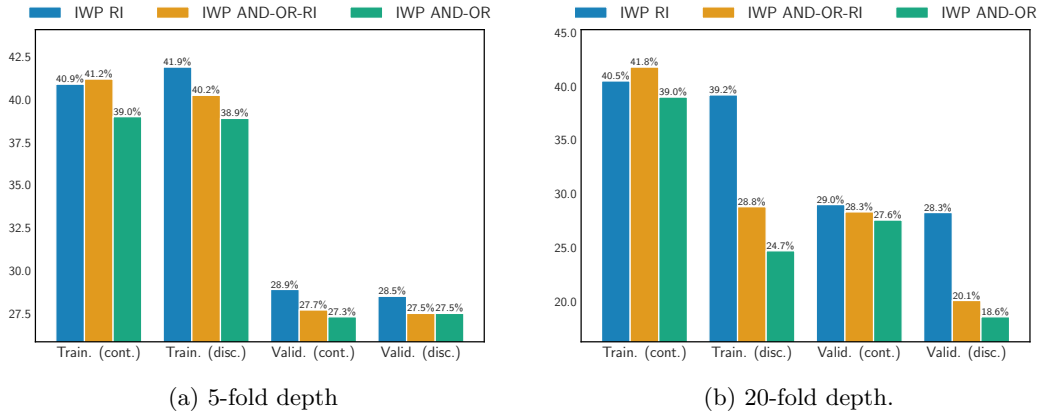 IWP RI IWP AND-OR-RI IWP AND-OR
42.5
40.0
37.5
35.0
32.5
30.0
27.5
40.9% 41.2% 39.0% 41.9% 40.2% 38.9% 28.9% 27.7% 27.3% 28.5% 27.5% 27.5%
Train. (cont.) Train. (disc.) Valid. (cont.) Valid. (disc.)
(a) 5-fold depth
IWP RI IWP AND-OR-RI IWP AND-OR
45.0
40.0
35.0
30.0
25.0
20.0
40.5% 41.8% 39.0% 39.2% 28.8% 24.7% 29.0% 28.3% 27.6% 28.3% 20.1% 18.6%
Train. (cont.) Train. (disc.) Valid. (cont.) Valid. (disc.)
(b) 20-fold depth.